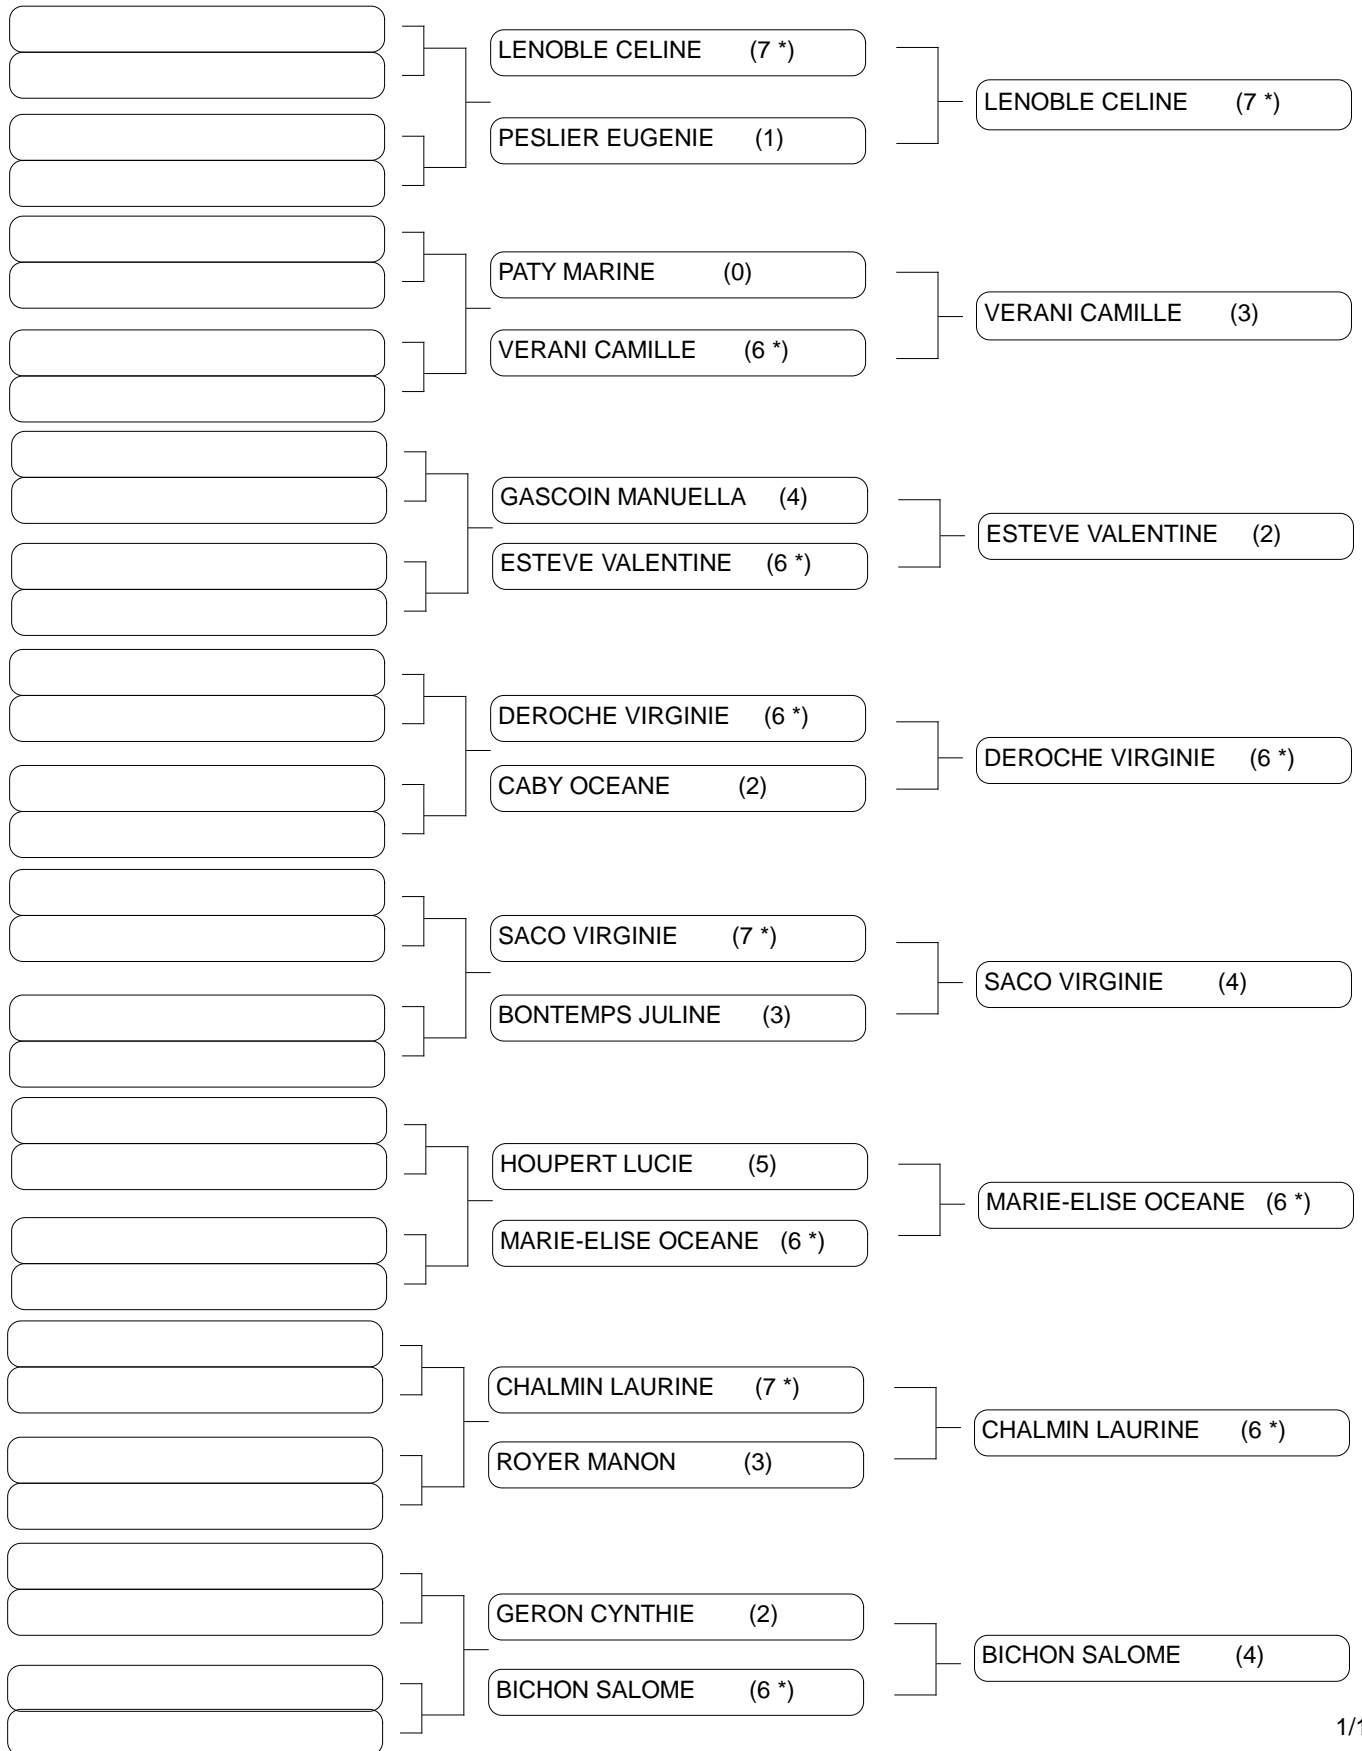 LENOBLE CELINE (7 *)
PESLIER EUGENIE (1)
LENOBLE CELINE (7 *)
PATY MARINE (0)
VERANI CAMILLE (6 *)
VERANI CAMILLE (3)
GASCOIN MANUELLA (4)
ESTEVE VALENTINE (6 *)
ESTEVE VALENTINE (2)
DEROCHE VIRGINIE (6 *)
CABY OCEANE (2)
DEROCHE VIRGINIE (6 *)
SACO VIRGINIE (7 *)
BONTEMPS JULINE (3)
SACO VIRGINIE (4)
HOUPERT LUCIE (5)
MARIE-ELISE OCEANE (6 *)
MARIE-ELISE OCEANE (6 *)
CHALMIN LAURINE (7 *)
ROYER MANON (3)
CHALMIN LAURINE (6 *)
GERON CYNTHIE (2)
BICHON SALOME (6 *)
BICHON SALOME (4)
1/1